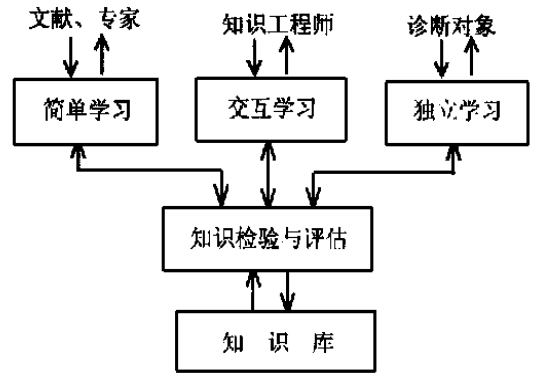 文献、专家
知识工程师
诊断对象
简单学习
交互学习
独立学习
知识检验与评估
知 识 库